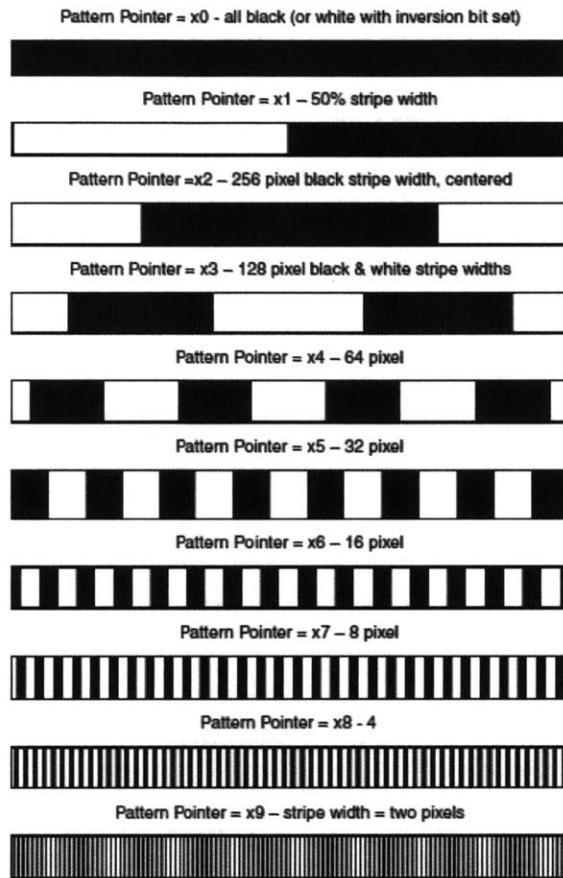 Pattern Pointer = x0 - all black (or white with inversion bit set)
Pattern Pointer = x1 – 50% stripe width
Pattern Pointer =x2 – 256 pixel black stripe width, centered
Pattern Pointer = x3 – 128 pixel black & white stripe widths
Pattern Pointer = x4 – 64 pixel
Pattern Pointer = x5 – 32 pixel
Pattern Pointer = x6 – 16 pixel
Pattern Pointer = x7 – 8 pixel
Pattern Pointer = x8 - 4
Pattern Pointer = x9 – stripe width = two pixels